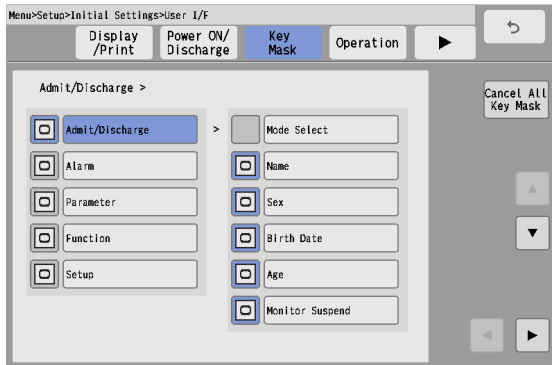 Menu>Setup>Initial Settings>User I/F
Display
/Print
Power ON/
Discharge
Key
Mask
Operation
Admit/Discharge >
Cancel All
Key Mask
Admit/Discharge
>
Mode Select
Alarm
Name
Parameter
Sex
Function
Birth Date
Setup
Age
Monitor Suspend